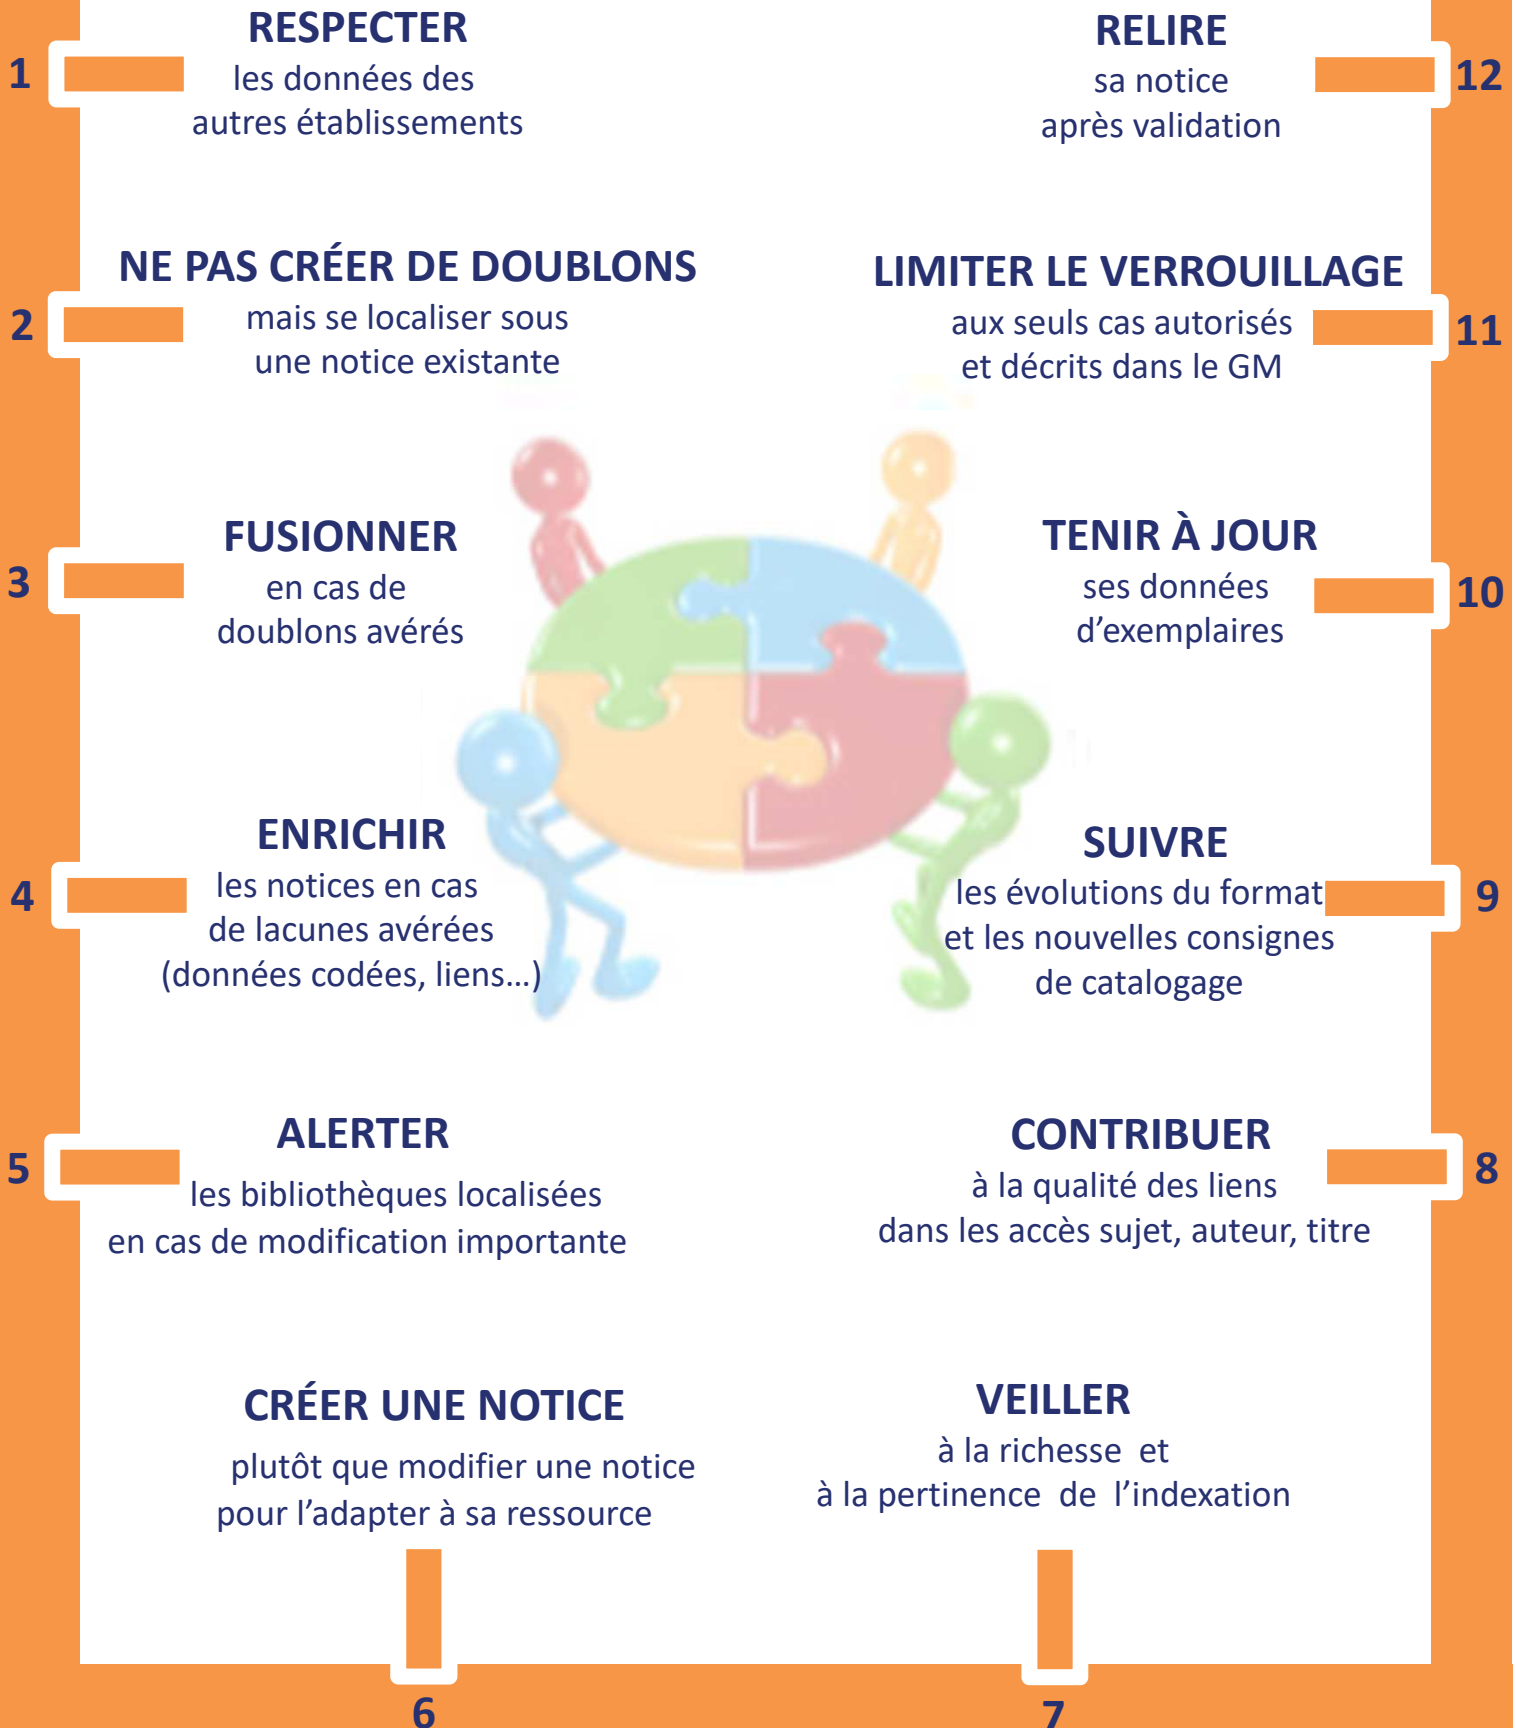 1
RESPECTER
les données des
autres établissements
2
NE PAS CRÉER DE DOUBLONS
mais se localiser sous
une notice existante
3
FUSIONNER
en cas de
doublons avérés
4
ENRICHIR
les notices en cas
de lacunes avérées
(données codées, liens…)
5
ALERTER
les bibliothèques localisées
en cas de modification importante
CRÉER UNE NOTICE
plutôt que modifier une notice
pour l’adapter à sa ressource
6
VEILLER
à la richesse et
à la pertinence de l’indexation
7
CONTRIBUER
à la qualité des liens
dans les accès sujet, auteur, titre
8
SUIVRE
les évolutions du format
et les nouvelles consignes
de catalogage
9
TENIR À JOUR
ses données
d’exemplaires
10
LIMITER LE VERROUILLAGE
aux seuls cas autorisés
et décrits dans le GM
11
RELIRE
sa notice
après validation
12